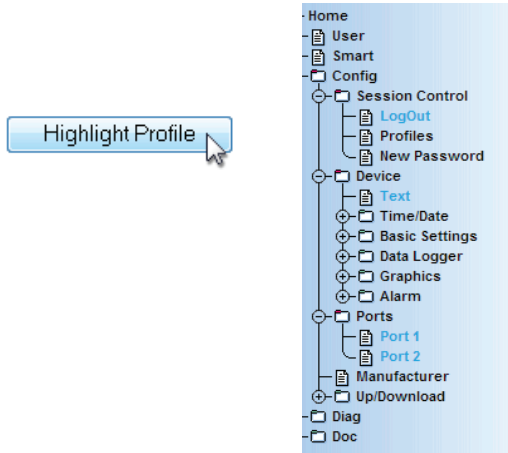 Highlight Profile
Home
User
Smart
Config
Session Control
LogOut
Profiles
New Password
Device
Text
Time/Date
Basic Settings
Data Logger
Graphics
Alarm
Ports
Port 1
Port 2
Manufacturer
Up/Download
Diag
Doc